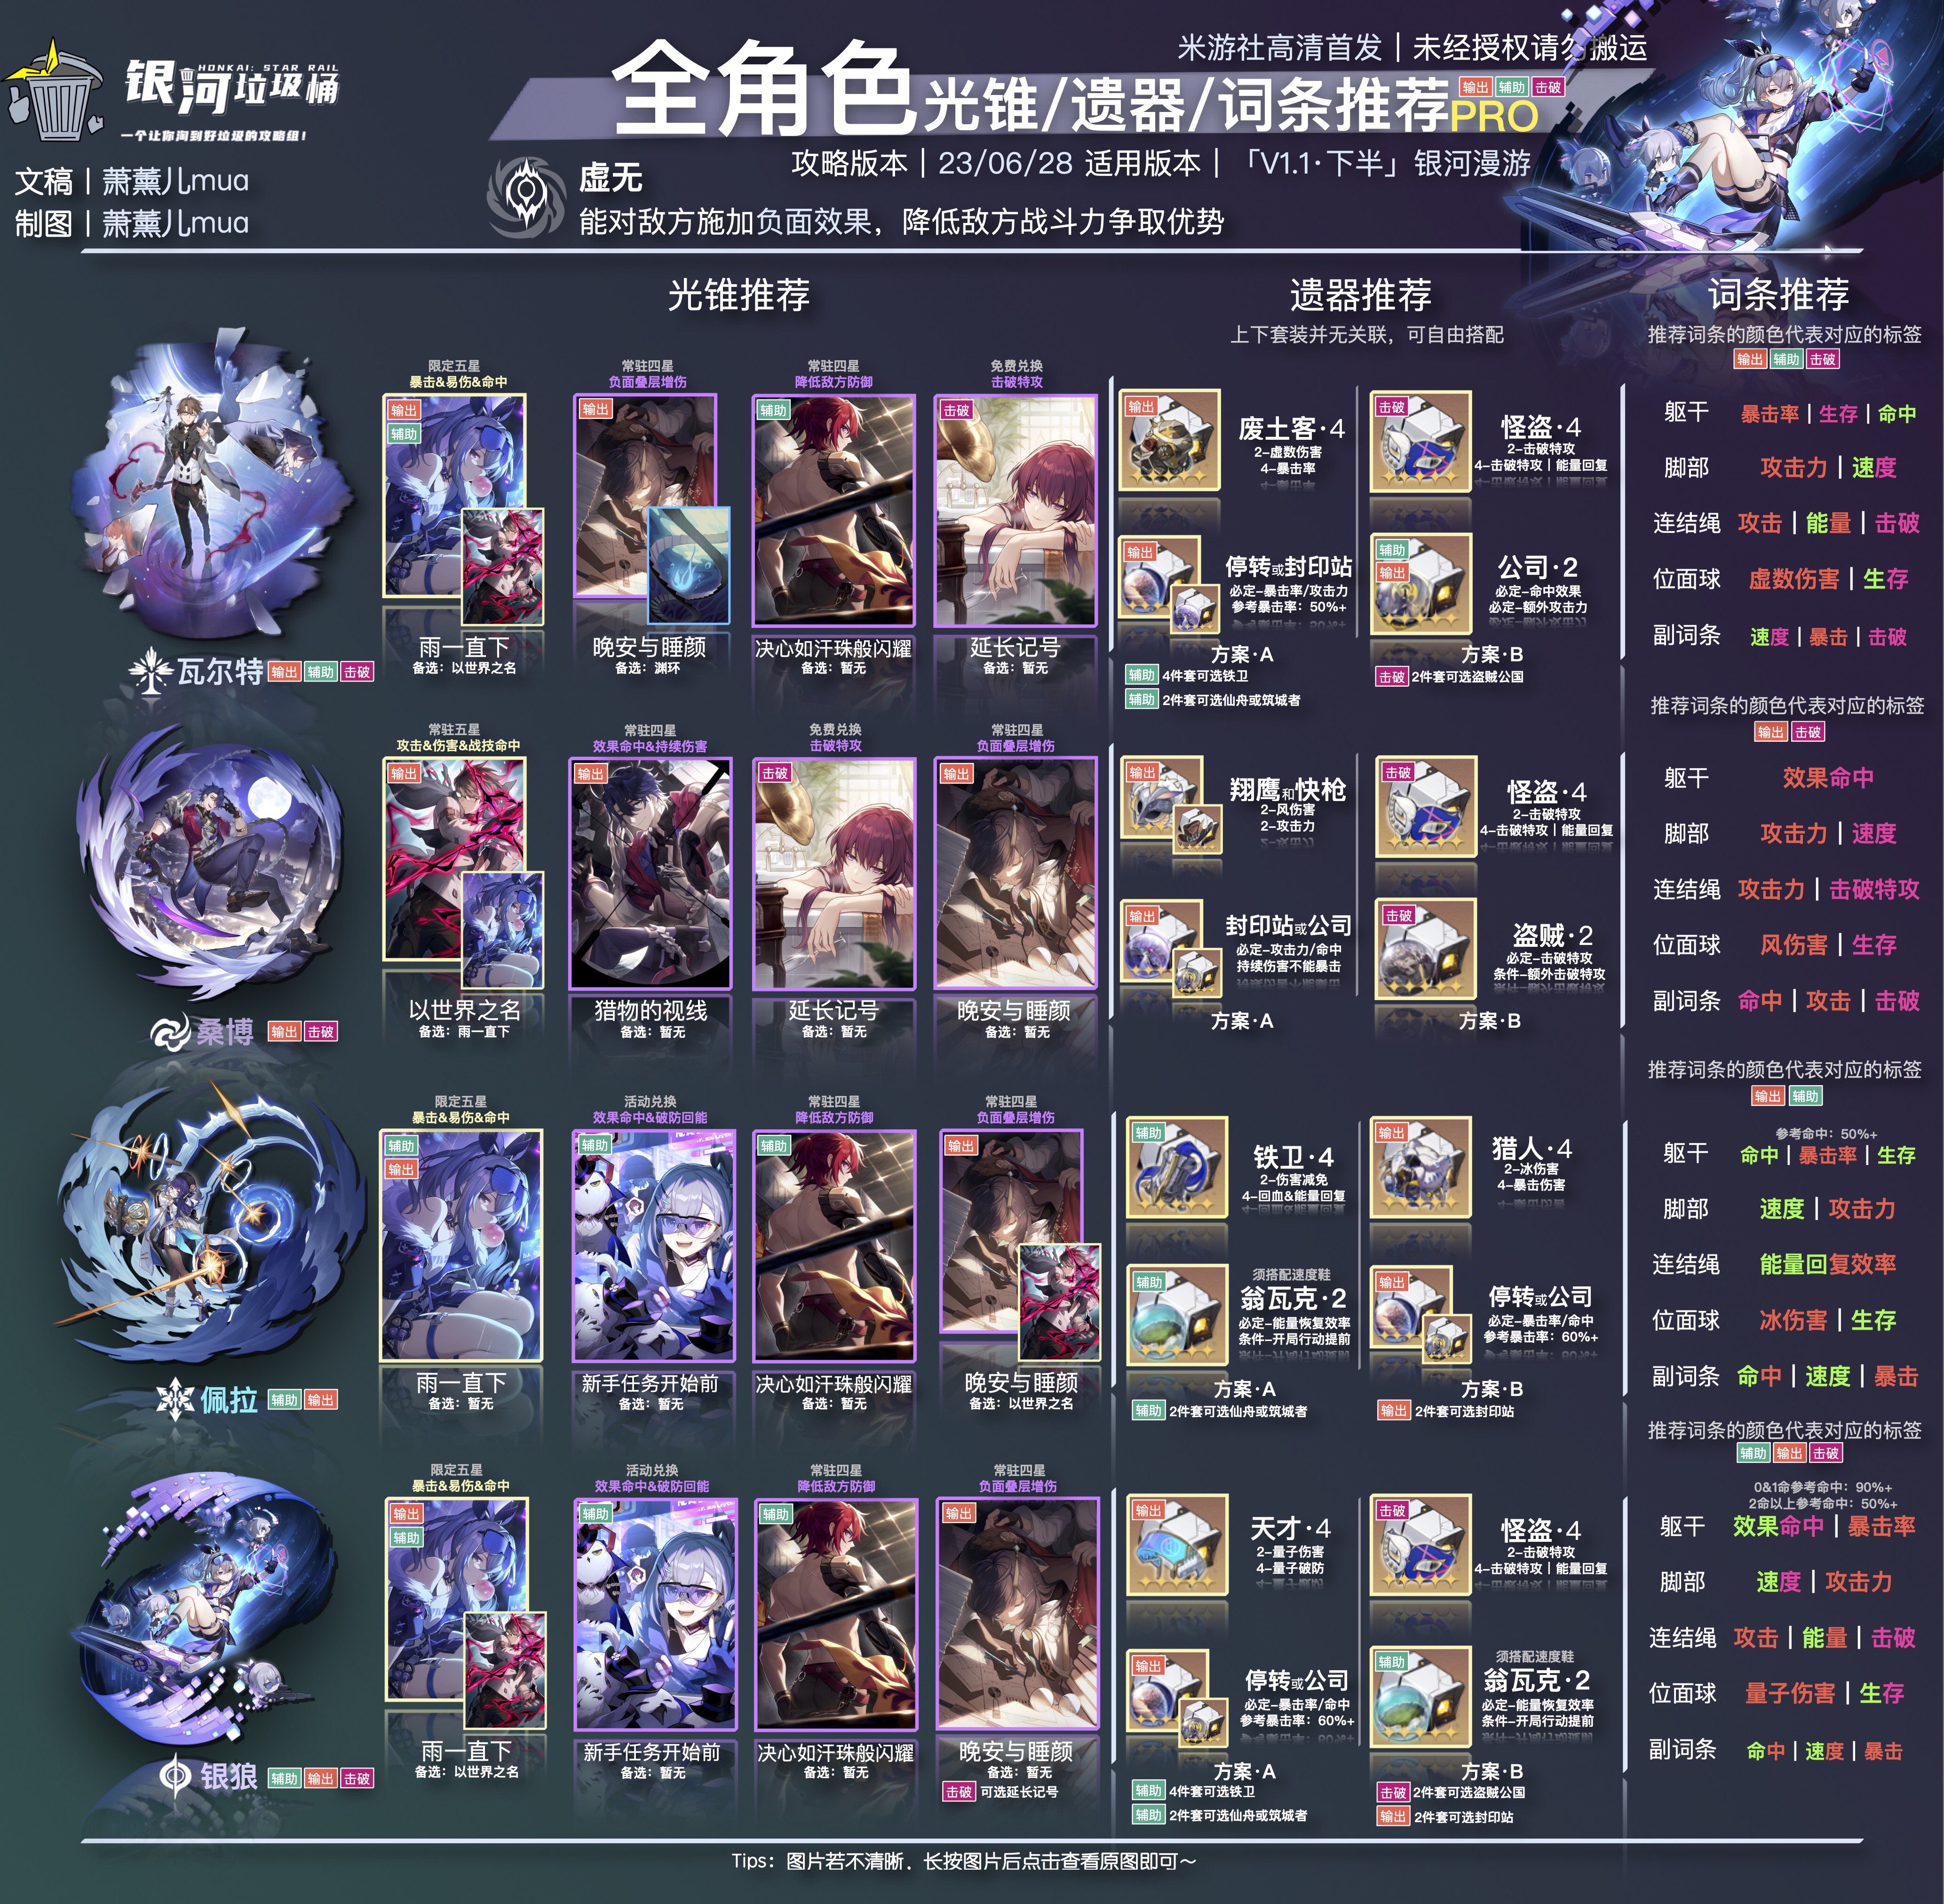 HONKAI: STAR RAIL
银河垃圾桶
一个让你淘到好垃圾的攻略组!
文稿 | 萧薰儿mua
制图 | 萧薰儿mua
米游社高清首发 | 未经授权请勿搬运
全角色光锥/遗器/词条推荐PRO
输出 辅助 击破
攻略版本 | 23/06/28 适用版本 | 「V1.1·下半」银河漫游
虚无
能对敌方施加负面效果，降低敌方战斗力争取优势
光锥推荐
遗器推荐
上下套装并无关联，可自由搭配
词条推荐
推荐词条的颜色代表对应的标签
输出 辅助 击破
瓦尔特 输出 辅助 击破
限定五星
暴击&易伤&命中
输出
辅助
雨一直下
备选：以世界之名
常驻四星
负面叠层增伤
输出
晚安与睡颜
备选：渊环
常驻四星
降低敌方防御
辅助
决心如汗珠般闪耀
备选：暂无
免费兑换
击破特攻
击破
延长记号
备选：暂无
输出
废土客·4
2-虚数伤害
4-暴击率
输出
停转或封印站
必定-暴击率/攻击力
参考暴击率：50%+
方案·A
辅助 4件套可选铁卫
辅助 2件套可选仙舟或筑城者
击破
怪盗·4
2-击破特攻
4-击破特攻 | 能量回复
辅助
输出
公司·2
必定-命中效果
必定-额外攻击力
方案·B
击破 2件套可选盗贼公国
躯干 暴击率 | 生存 | 命中
脚部 攻击力 | 速度
连结绳 攻击 | 能量 | 击破
位面球 虚数伤害 | 生存
副词条 速度 | 暴击 | 击破
桑博 输出 击破
常驻五星
攻击&伤害&战技命中
输出
以世界之名
备选：雨一直下
常驻四星
效果命中&持续伤害
输出
猎物的视线
备选：暂无
免费兑换
击破特攻
击破
延长记号
备选：暂无
常驻四星
负面叠层增伤
输出
晚安与睡颜
备选：暂无
输出
翔鹰和快枪
2-风伤害
2-攻击力
输出
封印站或公司
必定-攻击力/命中
持续伤害不能暴击
方案·A
击破
怪盗·4
2-击破特攻
4-击破特攻 | 能量回复
击破
盗贼·2
必定-击破特攻
条件-额外击破特攻
方案·B
推荐词条的颜色代表对应的标签
输出 击破
躯干 效果命中
脚部 攻击力 | 速度
连结绳 攻击力 | 击破特攻
位面球 风伤害 | 生存
副词条 命中 | 攻击 | 击破
佩拉 辅助 输出
限定五星
暴击&易伤&命中
辅助
输出
雨一直下
备选：暂无
活动兑换
效果命中&破防回能
辅助
新手任务开始前
备选：暂无
常驻四星
降低敌方防御
辅助
决心如汗珠般闪耀
备选：暂无
常驻四星
负面叠层增伤
输出
晚安与睡颜
备选：以世界之名
辅助
铁卫·4
2-伤害减免
4-回血&能量回复
辅助
须搭配速度鞋
翁瓦克·2
必定-能量恢复效率
条件-开局行动提前
方案·A
辅助 2件套可选仙舟或筑城者
输出
猎人·4
2-冰伤害
4-暴击伤害
输出
停转或公司
必定-暴击率/命中
参考暴击率：60%+
方案·B
输出 2件套可选封印站
推荐词条的颜色代表对应的标签
输出 辅助
参考命中：50%+
躯干 命中 | 暴击率 | 生存
脚部 速度 | 攻击力
连结绳 能量回复效率
位面球 冰伤害 | 生存
副词条 命中 | 速度 | 暴击
银狼 辅助 输出 击破
限定五星
暴击&易伤&命中
输出
辅助
雨一直下
备选：以世界之名
活动兑换
效果命中&破防回能
辅助
新手任务开始前
备选：暂无
常驻四星
降低敌方防御
辅助
决心如汗珠般闪耀
备选：暂无
常驻四星
负面叠层增伤
输出
晚安与睡颜
备选：暂无
击破 可选延长记号
输出
天才·4
2-量子伤害
4-量子破防
输出
停转或公司
必定-暴击率/命中
参考暴击率：60%+
方案·A
辅助 4件套可选铁卫
辅助 2件套可选仙舟或筑城者
击破
怪盗·4
2-击破特攻
4-击破特攻 | 能量回复
辅助
须搭配速度鞋
翁瓦克·2
必定-能量恢复效率
条件-开局行动提前
方案·B
击破 2件套可选盗贼公国
输出 2件套可选封印站
推荐词条的颜色代表对应的标签
辅助 输出 击破
0&1命参考命中：90%+
2命以上参考命中：50%+
躯干 效果命中 | 暴击率
脚部 速度 | 攻击力
连结绳 攻击 | 能量 | 击破
位面球 量子伤害 | 生存
副词条 命中 | 速度 | 暴击
Tips：图片若不清晰，长按图片后点击查看原图即可～